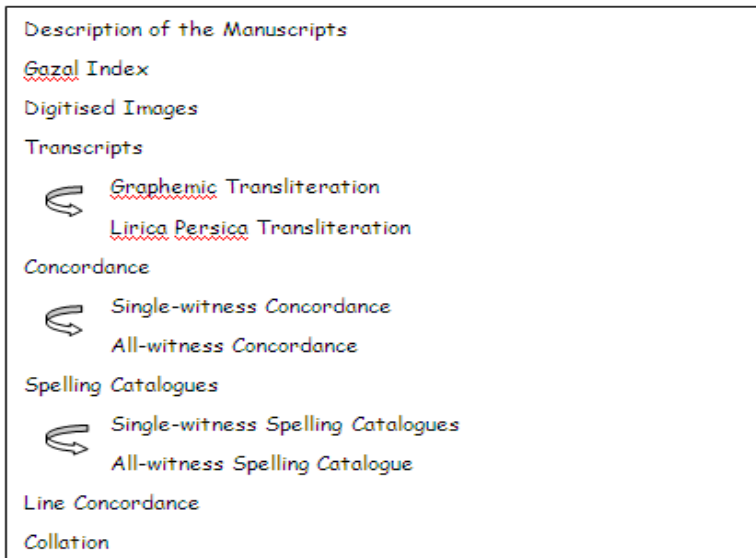 Description of the Manuscripts
Gazal Index
Digitised Images
Transcripts
Graphemic Transliteration
Lirica Persica Transliteration
Concordance
Single-witness Concordance
All-witness Concordance
Spelling Catalogues
Single-witness Spelling Catalogues
All-witness Spelling Catalogue
Line Concordance
Collation